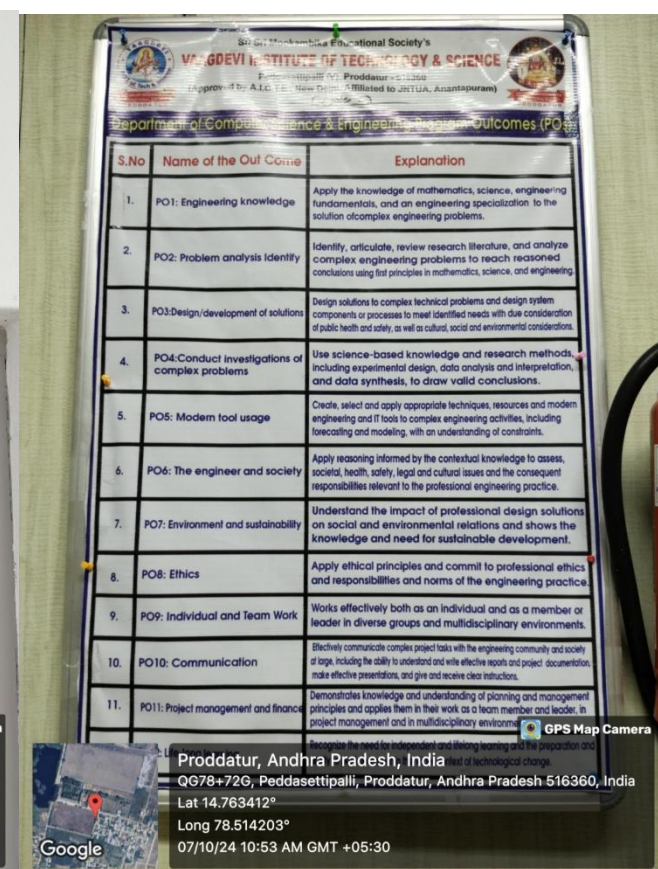 Sri Sri Mookambika Educational Society's
VAAGDEVI INSTITUTE OF TECHNOLOGY & SCIENCE
Peddasettipalli (V), Proddatur - 516360
(Approved by A.I.C.T.E., New Delhi, Affiliated to JNTUA, Anantapuram)
Department of Computer Science & Engineering Program Outcomes (POs)
S.No Name of the Out Come Explanation
1. PO1: Engineering knowledge
Apply the knowledge of mathematics, science, engineering
fundamentals, and an engineering specialization to the
solution ofcomplex engineering problems.
2. PO2: Problem analysis Identify
Identify, articulate, review research literature, and analyze
complex engineering problems to reach reasoned
conclusions using first principles in mathematics, science, and engineering.
3. PO3:Design/development of solutions
Design solutions to complex technical problems and design system
components or processes to meet identified needs with due consideration
of public health and safety, as well as cultural, social and environmental considerations.
4. PO4:Conduct investigations of
complex problems
Use science-based knowledge and research methods,
including experimental design, data analysis and interpretation,
and data synthesis, to draw valid conclusions.
5. PO5: Modern tool usage
Create, select and apply appropriate techniques, resources and modern
engineering and IT tools to complex engineering activities, including
forecasting and modeling, with an understanding of constraints.
6. PO6: The engineer and society
Apply reasoning informed by the contextual knowledge to assess,
societal, health, safety, legal and cultural issues and the consequent
responsibilities relevant to the professional engineering practice.
7. PO7: Environment and sustainability
Understand the impact of professional design solutions
on social and environmental relations and shows the
knowledge and need for sustainable development.
8. PO8: Ethics
Apply ethical principles and commit to professional ethics
and responsibilities and norms of the engineering practice.
9. PO9: Individual and Team Work
Works effectively both as an individual and as a member or
leader in diverse groups and multidisciplinary environments.
10. PO10: Communication
Effectively communicate complex project tasks with the engineering community and society
at large, including the ability to understand and write effective reports and project documentation,
make effective presentations, and give and receive clear instructions.
11. PO11: Project management and finance
Demonstrates knowledge and understanding of planning and management
principles and applies them in their work as a team member and leader, in
project management and in multidisciplinary environme
: Life-long learning
Recognize the need for independent and lifelong learning and the preparation and
context of technological change.
GPS Map Camera
Proddatur, Andhra Pradesh, India
QG78+72G, Peddasettipalli, Proddatur, Andhra Pradesh 516360, India
Lat 14.763412°
Long 78.514203°
07/10/24 10:53 AM GMT +05:30
Google